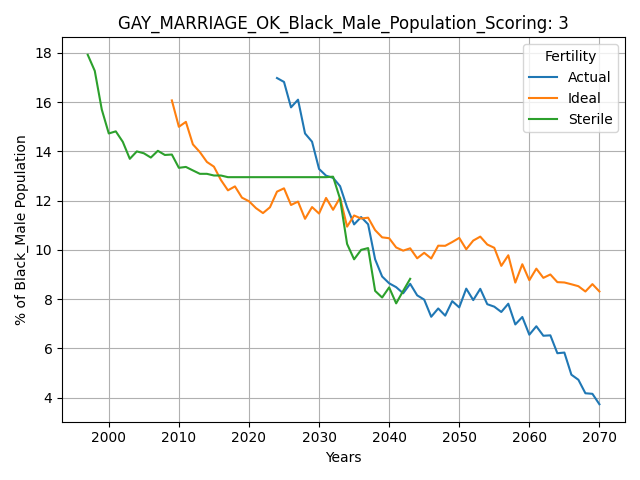 GAY_MARRIAGE_OK_Black_Male_Population_Scoring: 3
% of Black_Male Population
18
16
14
12
10
8
6
4
Fertility
Actual
Ideal
Sterile
2000 2010 2020 2030 2040 2050 2060 2070
Years